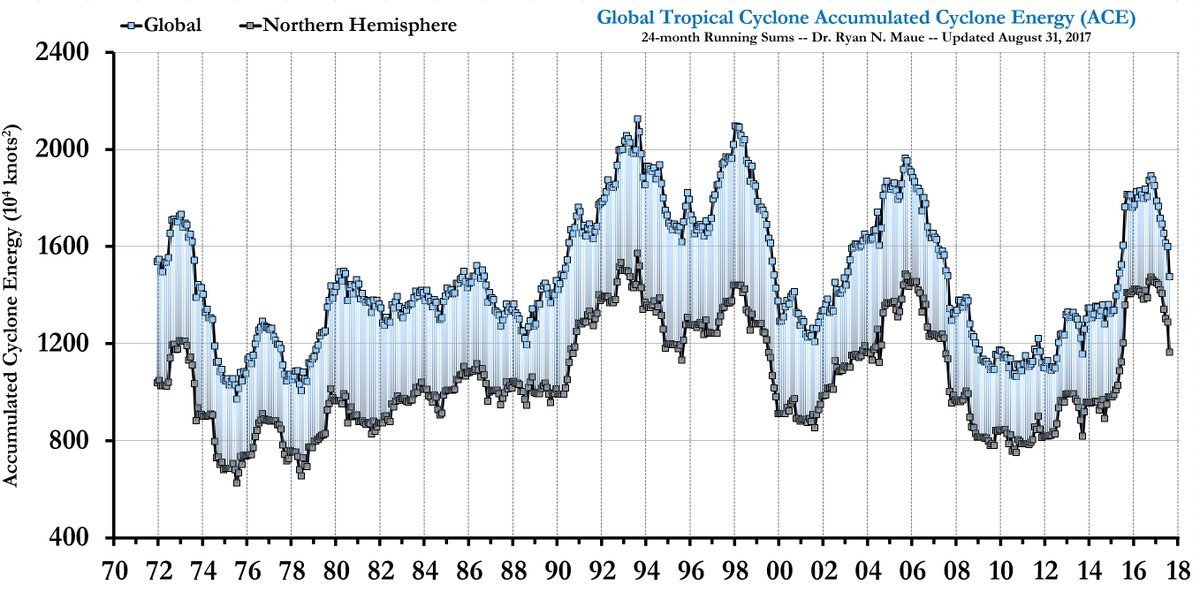 Global Northern Hemisphere
Global Tropical Cyclone Accumulated Cyclone Energy (ACE)
24-month Running Sums -- Dr. Ryan N. Maue -- Updated August 31, 2017
Accumulated Cyclone Energy (10⁴ knots²)
2400
2000
1600
1200
800
400
70 72 74 76 78 80 82 84 86 88 90 92 94 96 98 00 02 04 06 08 10 12 14 16 18